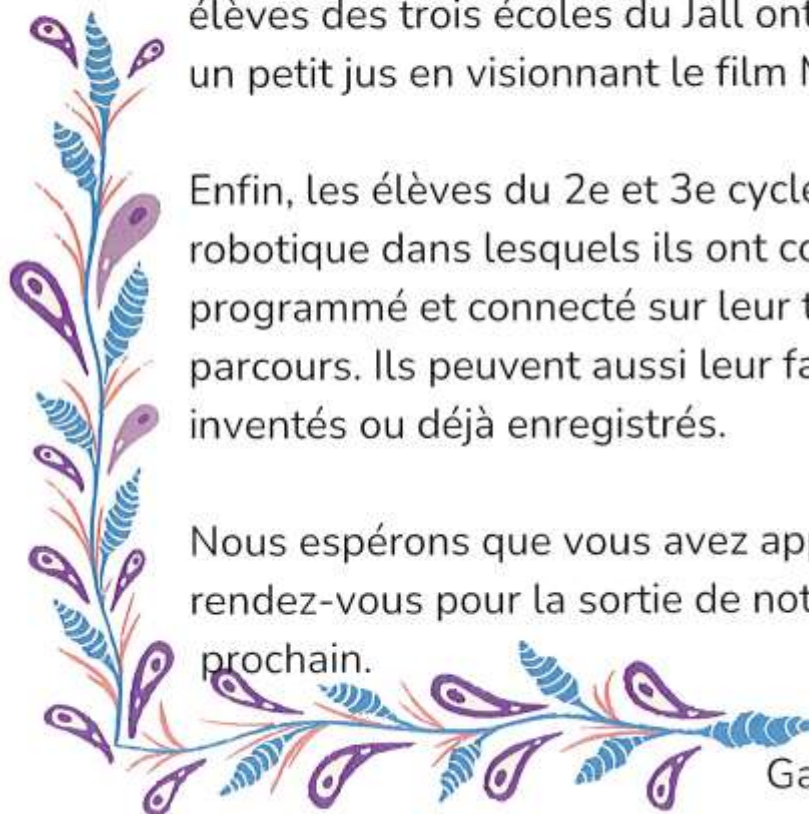 élèves des trois écoles du Jall ont
un petit jus en visionnant le film
Enfin, les élèves du 2e et 3e cycle
robotique dans lesquels ils ont
programmé et connecté sur leur
parcours. Ils peuvent aussi leur
inventés ou déjà enregistrés.
Nous espérons que vous avez
rendez-vous pour la sortie de
prochain.